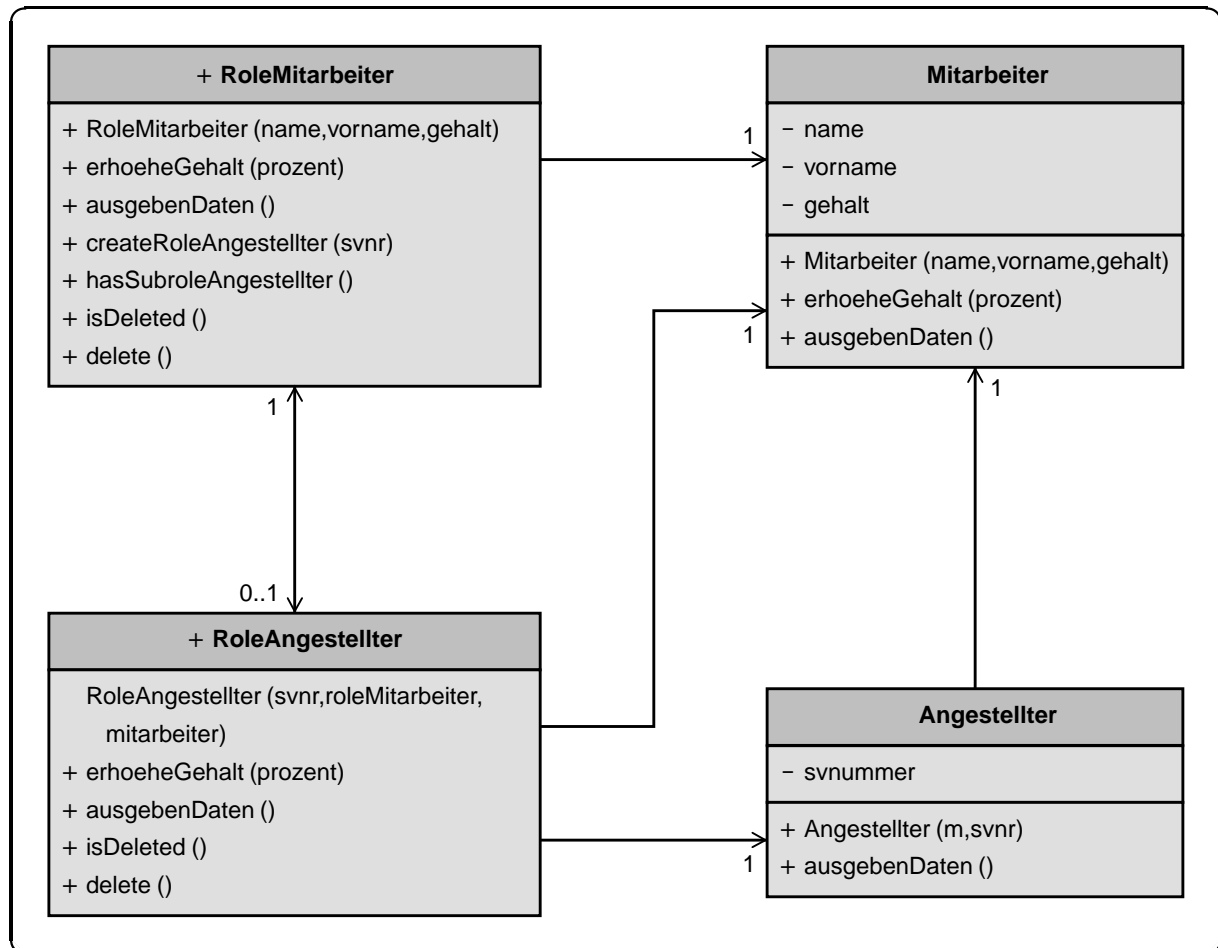 + RoleMitarbeiter
+ RoleMitarbeiter (name,vorname,gehalt)
+ erhoeheGehalt (prozent)
+ ausgebenDaten ()
+ createRoleAngestellter (svnr)
+ hasSubroleAngestellter ()
+ isDeleted ()
+ delete ()
Mitarbeiter
- name
- vorname
- gehalt
+ Mitarbeiter (name,vorname,gehalt)
+ erhoeheGehalt (prozent)
+ ausgebenDaten ()
1
1
1
1
0..1
+ RoleAngestellter
RoleAngestellter (svnr,roleMitarbeiter,
mitarbeiter)
+ erhoeheGehalt (prozent)
+ ausgebenDaten ()
+ isDeleted ()
+ delete ()
1
Angestellter
- svnummer
+ Angestellter (m,svnr)
+ ausgebenDaten ()